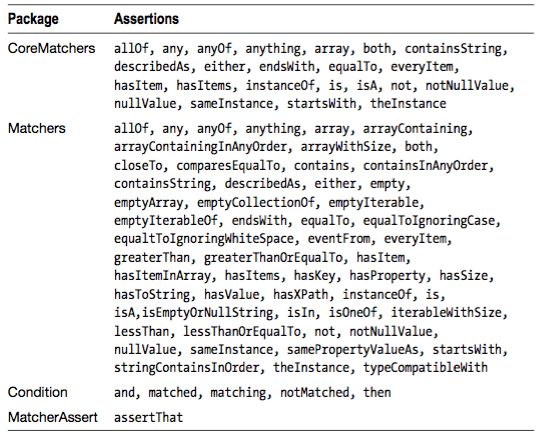 Package Assertions
CoreMatchers allOf, any, anyOf, anything, array, both, containsString,
describedAs, either, endsWith, equalTo, everyItem,
hasItem, hasItems, instanceOf, is, isA, not, notNullValue,
nullValue, sameInstance, startsWith, theInstance
Matchers allOf, any, anyOf, anything, array, arrayContaining,
arrayContainingInAnyOrder, arrayWithSize, both,
closeTo, comparesEqualTo, contains, containsInAnyOrder,
containsString, describedAs, either, empty,
emptyArray, emptyCollectionOf, emptyIterable,
emptyIterableOf, endsWith, equalTo, equalToIgnoringCase,
equaltToIgnoringWhiteSpace, eventFrom, everyItem,
greaterThan, greaterThanOrEqualTo, hasItem,
hasItemInArray, hasItems, hasKey, hasProperty, hasSize,
hasToString, hasValue, hasXPath, instanceOf, is,
isA,isEmptyOrNullString, isIn, isOneOf, iterableWithSize,
lessThan, lessThanOrEqualTo, not, notNullValue,
nullValue, sameInstance, samePropertyValueAs, startsWith,
stringContainsInOrder, theInstance, typeCompatibleWith
Condition and, matched, matching, notMatched, then
MatcherAssert assertThat